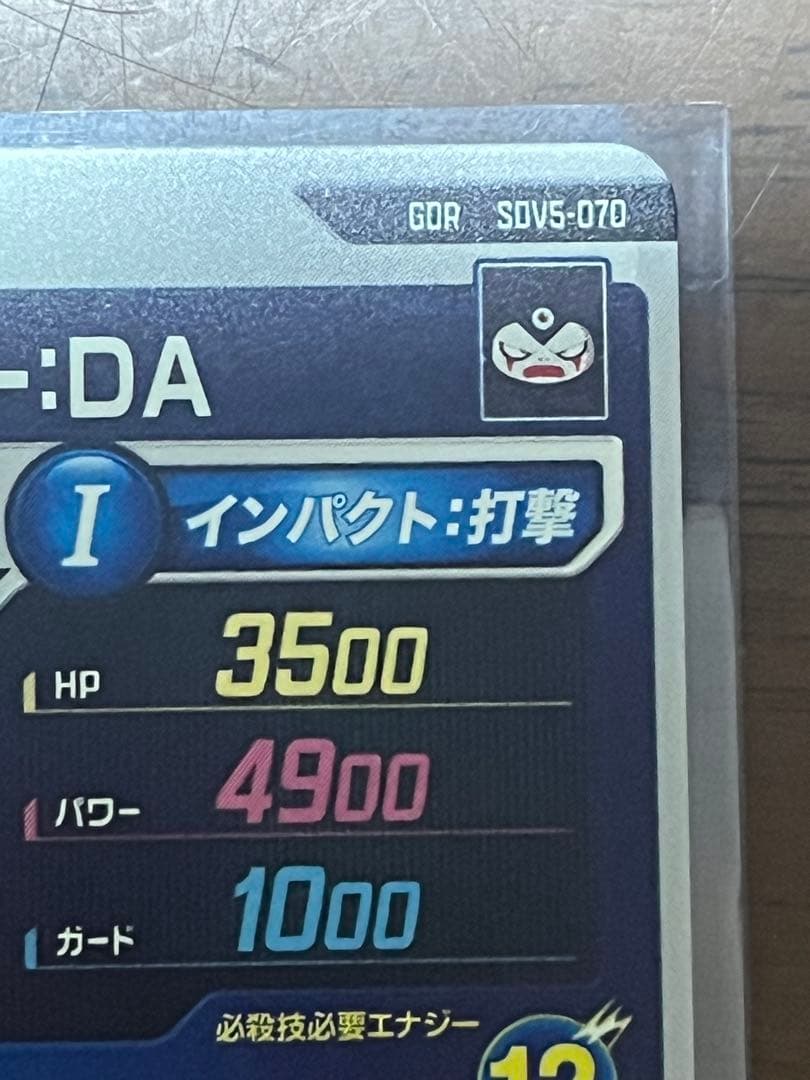 GDR SDV5-070
ー:DA
I インパクト:打撃
HP 3500
パワー 4900
ガード 1000
必殺技必要エナジー
12